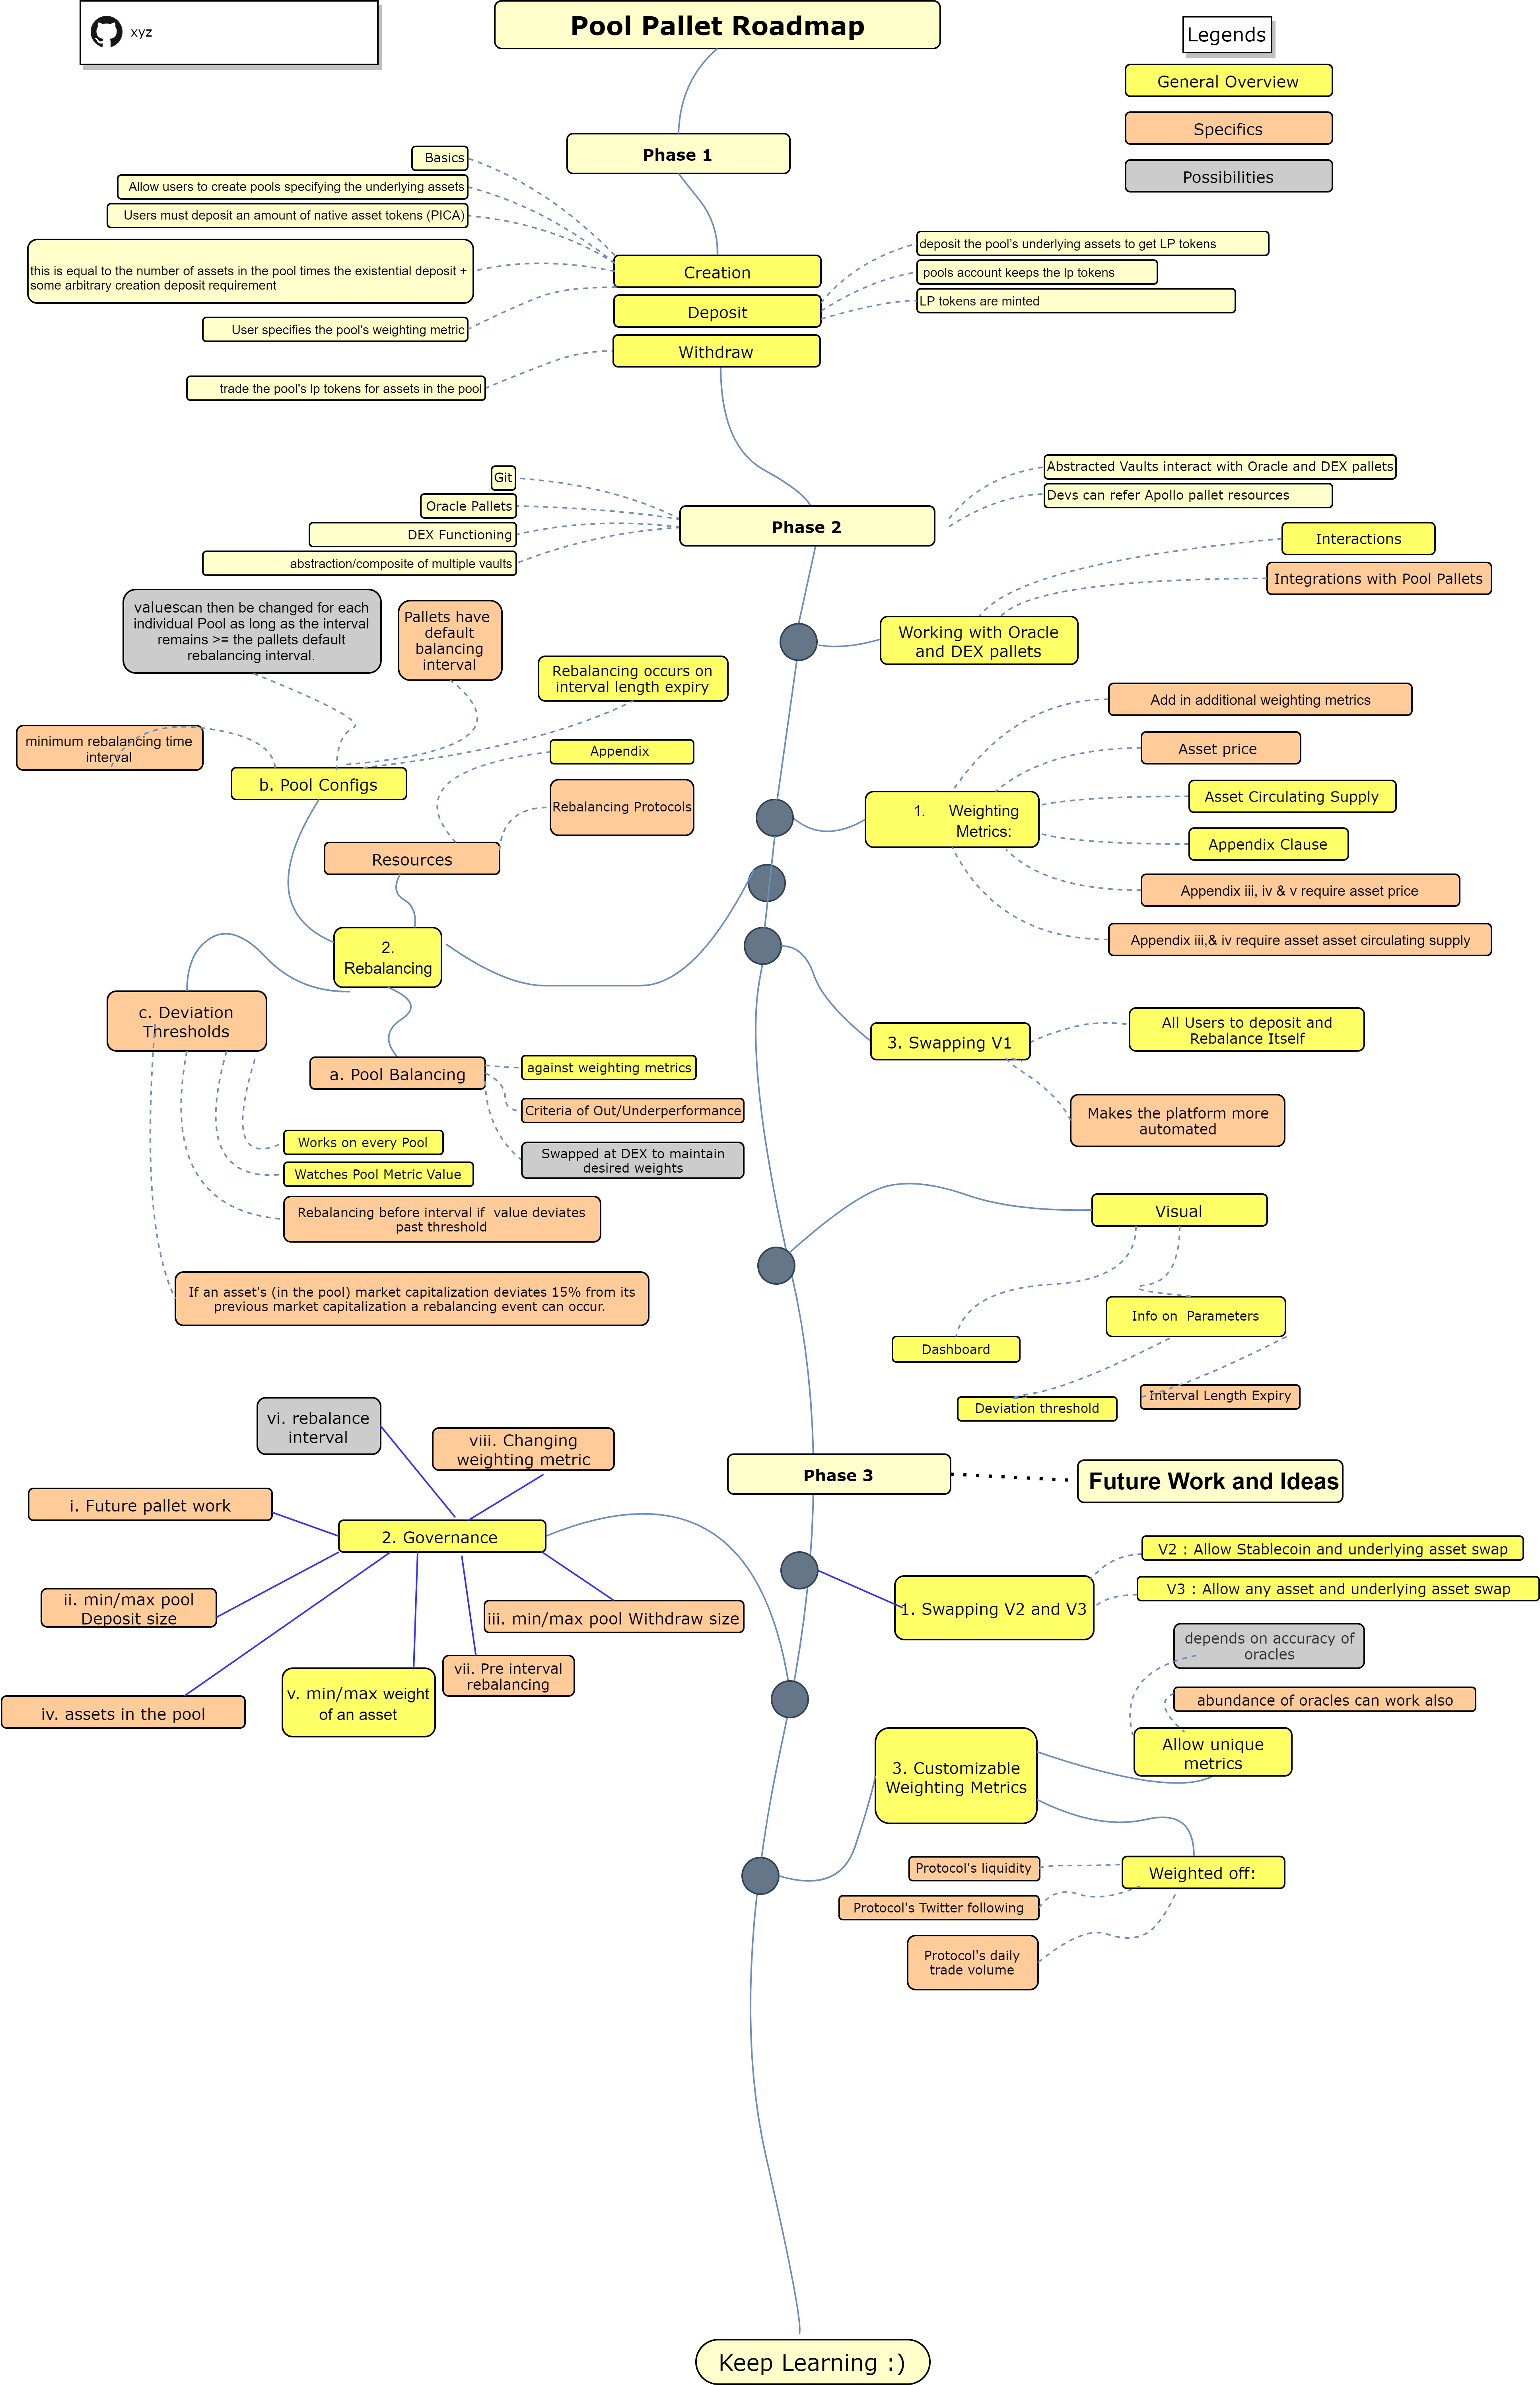 xyz
Pool Pallet Roadmap
Legends
General Overview
Specifics
Possibilities
Phase 1
Basics
Allow users to create pools specifying the underlying assets
Users must deposit an amount of native asset tokens (PICA)
this is equal to the number of assets in the pool times the existential deposit +
some arbitrary creation deposit requirement
User specifies the pool's weighting metric
trade the pool's lp tokens for assets in the pool
Creation
Deposit
Withdraw
deposit the pool's underlying assets to get LP tokens
pools account keeps the lp tokens
LP tokens are minted
Git
Oracle Pallets
DEX Functioning
abstraction/composite of multiple vaults
Phase 2
Abstracted Vaults interact with Oracle and DEX pallets
Devs can refer Apollo pallet resources
Interactions
Integrations with Pool Pallets
Working with Oracle
and DEX pallets
valuescan then be changed for each
individual Pool as long as the interval
remains >= the pallets default
rebalancing interval.
Pallets have
default
balancing
interval
Rebalancing occurs on
interval length expiry
minimum rebalancing time
interval
b. Pool Configs
Appendix
Rebalancing Protocols
Resources
Add in additional weighting metrics
Asset price
Asset Circulating Supply
1. Weighting
Metrics:
Appendix Clause
Appendix iii, iv & v require asset price
Appendix iii,& iv require asset asset circulating supply
2.
Rebalancing
c. Deviation
Thresholds
a. Pool Balancing
against weighting metrics
Criteria of Out/Underperformance
Swapped at DEX to maintain
desired weights
Works on every Pool
Watches Pool Metric Value
Rebalancing before interval if value deviates
past threshold
If an asset's (in the pool) market capitalization deviates 15% from its
previous market capitalization a rebalancing event can occur.
3. Swapping V1
All Users to deposit and
Rebalance Itself
Makes the platform more
automated
Visual
Info on Parameters
Dashboard
Deviation threshold
Interval Length Expiry
Phase 3
Future Work and Ideas
vi. rebalance
interval
viii. Changing
weighting metric
i. Future pallet work
2. Governance
ii. min/max pool
Deposit size
iii. min/max pool Withdraw size
iv. assets in the pool
v. min/max weight
of an asset
vii. Pre interval
rebalancing
V2 : Allow Stablecoin and underlying asset swap
V3 : Allow any asset and underlying asset swap
1. Swapping V2 and V3
depends on accuracy of
oracles
abundance of oracles can work also
Allow unique
metrics
3. Customizable
Weighting Metrics
Weighted off:
Protocol's liquidity
Protocol's Twitter following
Protocol's daily
trade volume
Keep Learning :)